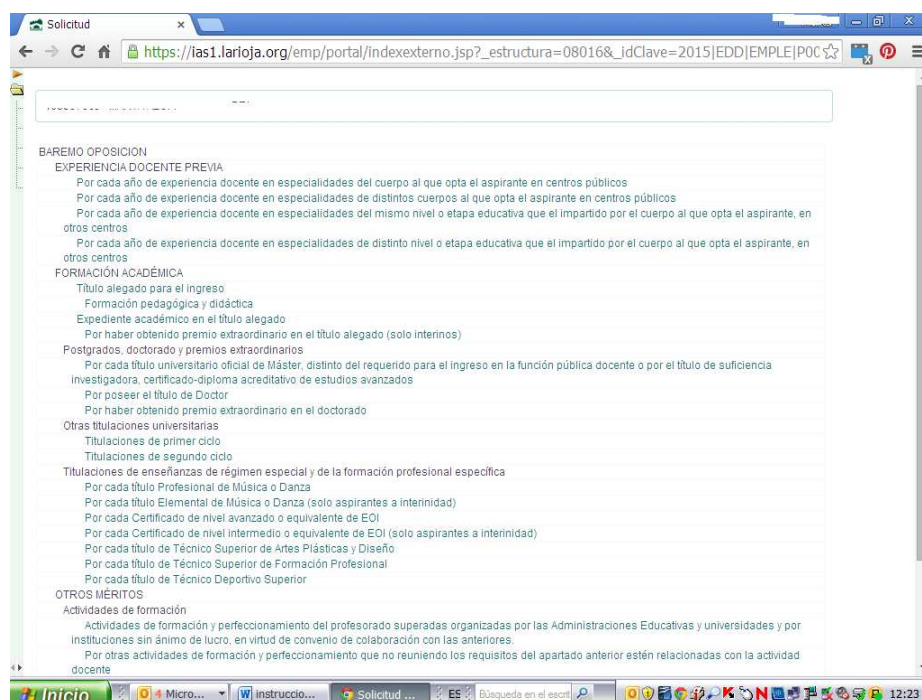 Solicitud
https://ias1.larioja.org/emp/portal/indexexterno.jsp?_estructura=08016&_idClave=2015|EDD|EMPLE|P0C
BAREMO OPOSICION
EXPERIENCIA DOCENTE PREVIA
Por cada año de experiencia docente en especialidades del cuerpo al que opta el aspirante en centros públicos
Por cada año de experiencia docente en especialidades de distintos cuerpos al que opta el aspirante en centros públicos
Por cada año de experiencia docente en especialidades del mismo nivel o etapa educativa que el impartido por el cuerpo al que opta el aspirante, en
otros centros
Por cada año de experiencia docente en especialidades de distinto nivel o etapa educativa que el impartido por el cuerpo al que opta el aspirante, en
otros centros
FORMACIÓN ACADÉMICA
Título alegado para el ingreso
Formación pedagógica y didáctica
Expediente académico en el título alegado
Por haber obtenido premio extraordinario en el título alegado (solo interinos)
Postgrados, doctorado y premios extraordinarios
Por cada título universitario oficial de Máster, distinto del requerido para el ingreso en la función pública docente o por el título de suficiencia
investigadora, certificado-diploma acreditativo de estudios avanzados
Por poseer el título de Doctor
Por haber obtenido premio extraordinario en el doctorado
Otras titulaciones universitarias
Titulaciones de primer ciclo
Titulaciones de segundo ciclo
Titulaciones de enseñanzas de régimen especial y de la formación profesional específica
Por cada título Profesional de Música o Danza
Por cada título Elemental de Música o Danza (solo aspirantes a interinidad)
Por cada Certificado de nivel avanzado o equivalente de EOI
Por cada Certificado de nivel intermedio o equivalente de EOI (solo aspirantes a interinidad)
Por cada título de Técnico Superior de Artes Plásticas y Diseño
Por cada título de Técnico Superior de Formación Profesional
Por cada título de Técnico Deportivo Superior
OTROS MÉRITOS
Actividades de formación
Actividades de formación y perfeccionamiento del profesorado superadas organizadas por las Administraciones Educativas y universidades y por
instituciones sin ánimo de lucro, en virtud de convenio de colaboración con las anteriores.
Por otras actividades de formación y perfeccionamiento que no reuniendo los requisitos del apartado anterior estén relacionadas con la actividad
docente
Inicio 4 Micro... instruccio... Solicitud ... ES Búsqueda en el escrit 12:23